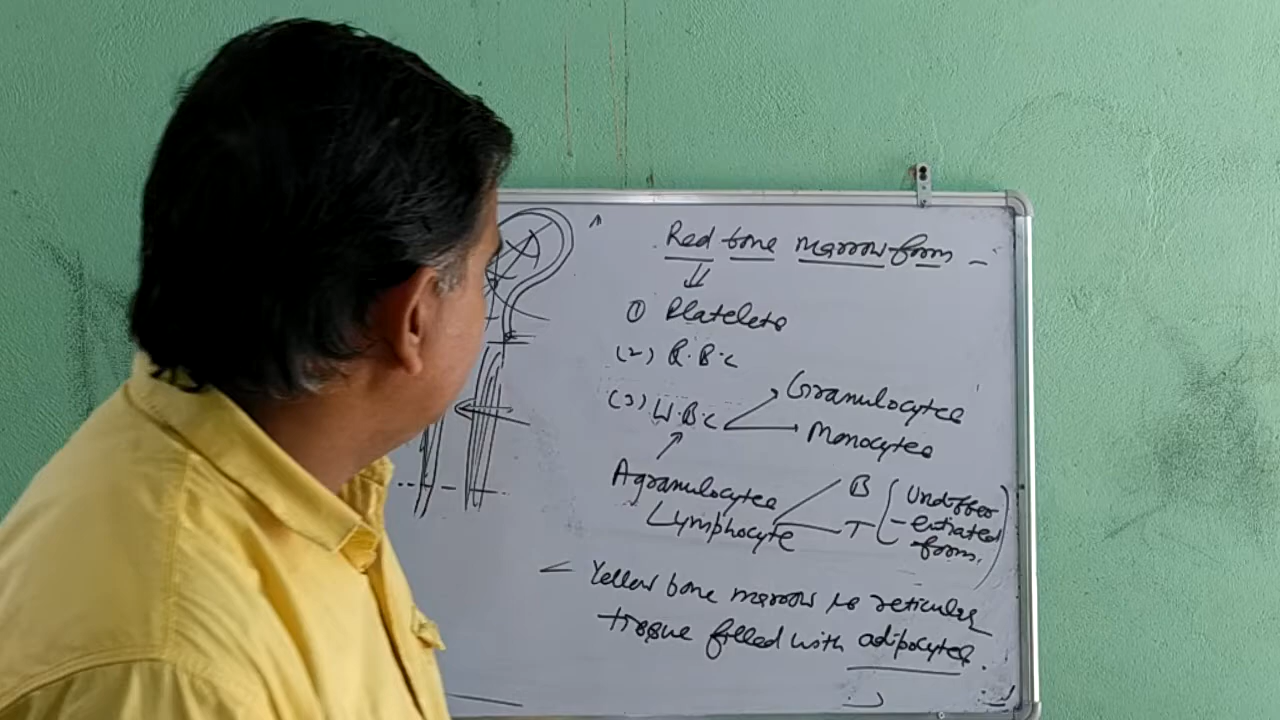 Red bone marrow form -
① Platelets
(2) R.B.C
(3) W.B.C
Granulocytes
Monocytes
Agranulocytes
Lymphocyte
B
T
(Undiffer
-entiated
form.)
Yellow bone marrow is reticular
tissue filled with adipocytes.